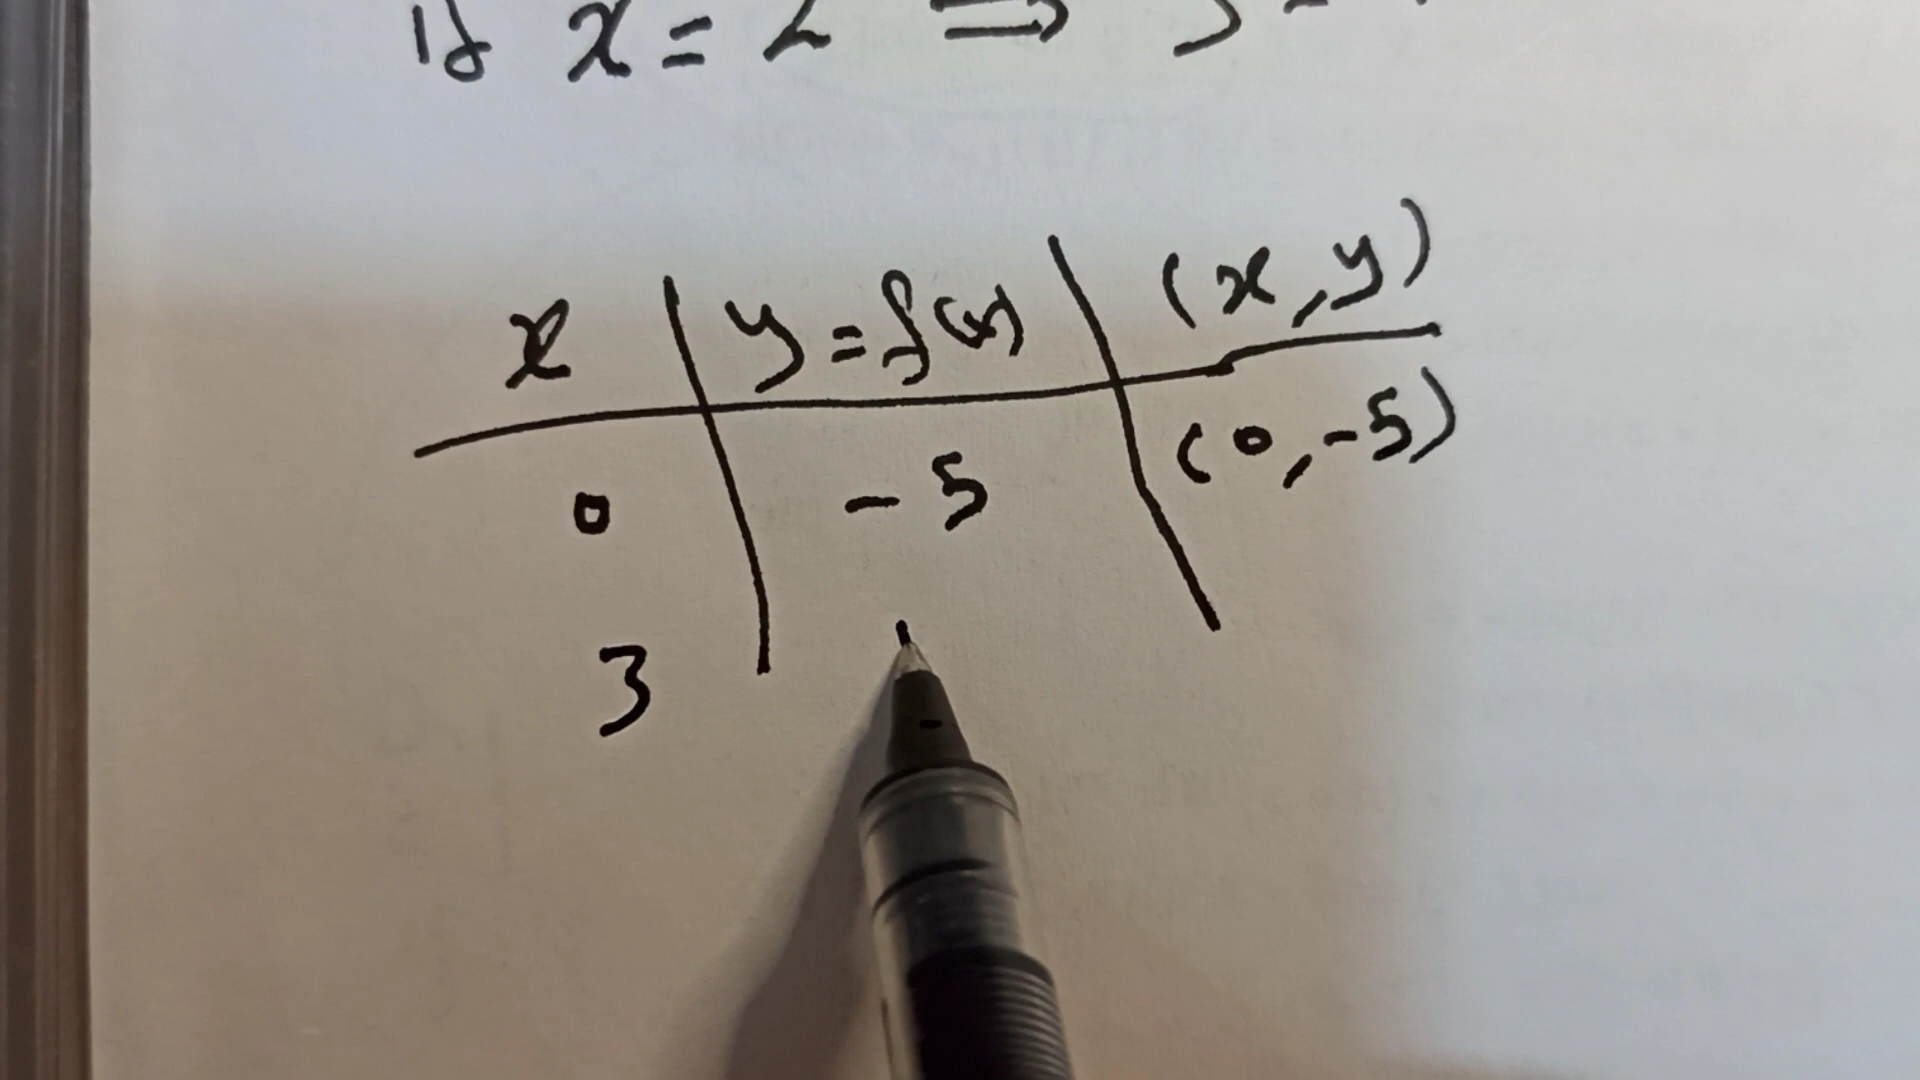 If x = 2 ⇒
x | y = f(x) | (x, y)
0 | - 5 | (0, -5)
3